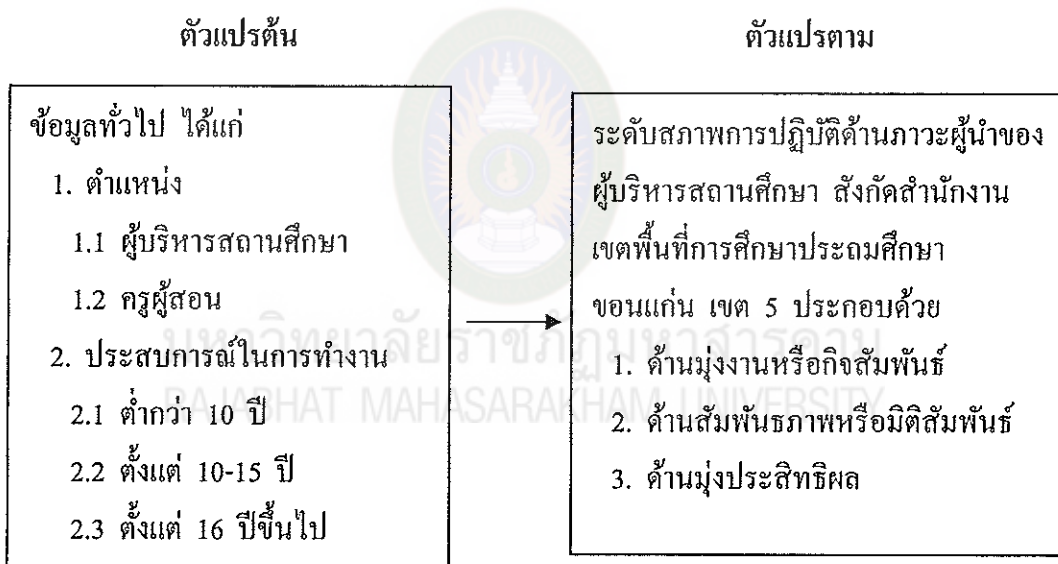 ตัวแปรต้น
ข้อมูลทั่วไป ได้แก่
1. ตำแหน่ง
1.1 ผู้บริหารสถานศึกษา
1.2 ครูผู้สอน
2. ประสบการณ์ในการทำงาน
2.1 ต่ำกว่า 10 ปี
2.2 ตั้งแต่ 10-15 ปี
2.3 ตั้งแต่ 16 ปีขึ้นไป
ตัวแปรตาม
ระดับสภาพการปฏิบัติด้านภาวะผู้นำของ
ผู้บริหารสถานศึกษา สังกัดสำนักงาน
เขตพื้นที่การศึกษาประถมศึกษา
ขอนแก่น เขต 5 ประกอบด้วย
1. ด้านมุ่งงานหรือกิจสัมพันธ์
2. ด้านสัมพันธภาพหรือมิติสัมพันธ์
3. ด้านมุ่งประสิทธิผล
มหาวิทยาลัยราชภัฏมหาสารคาม
RAJABHAT MAHASARAKHAM UNIVERSITY